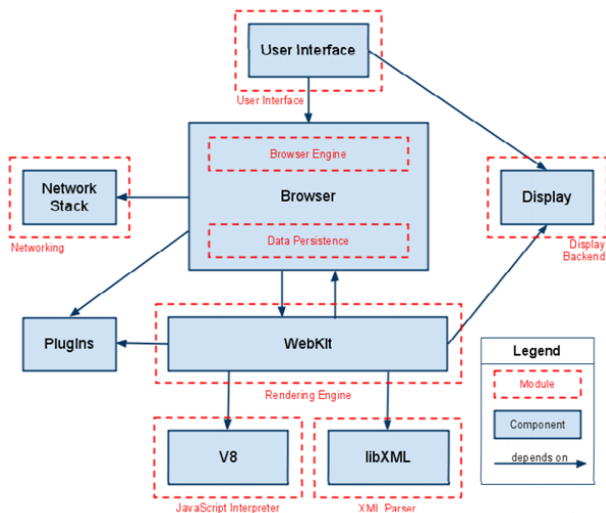 User Interface
User Interface
Browser Engine
Browser
Data Persistence
Network
Stack
Networking
Display
Display
Backend
PlugIns
WebKit
Rendering Engine
V8
JavaScript Interpreter
libXML
XML Parser
Legend
Module
Component
depends on